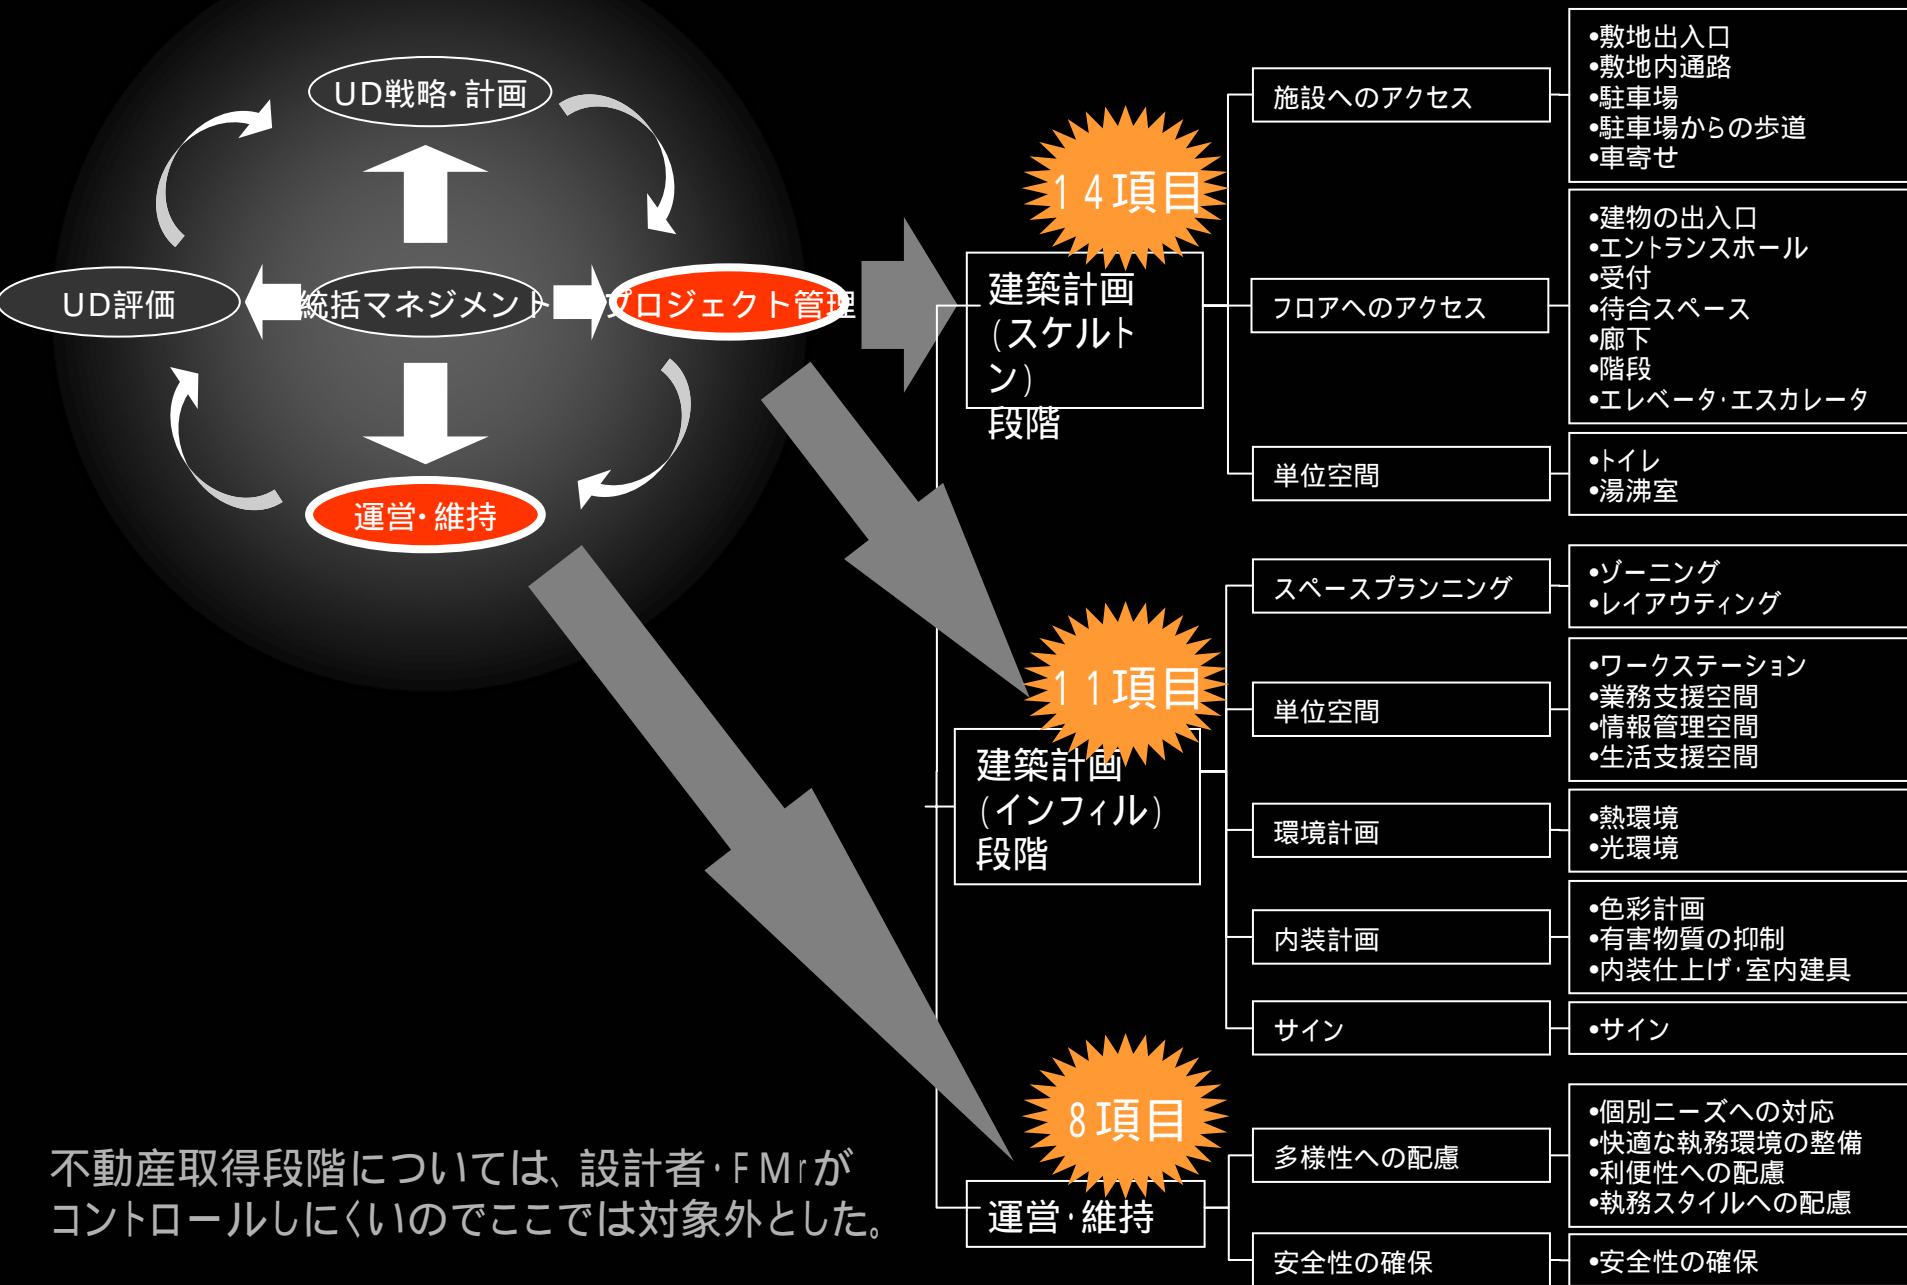 UD戦略・計画
UD評価
統括マネジメント
プロジェクト管理
運営・維持
不動産取得段階については、設計者・FMrが
コントロールしにくいのでここでは対象外とした。
14項目
建築計画
(スケルト
ン)
段階
施設へのアクセス
•敷地出入口
•敷地内通路
•駐車場
•駐車場からの歩道
•車寄せ
フロアへのアクセス
•建物の出入口
•エントランスホール
•受付
•待合スペース
•廊下
•階段
•エレベータ・エスカレータ
単位空間
•トイレ
•湯沸室
11項目
建築計画
(インフィル)
段階
スペースプランニング
•ゾーニング
•レイアウティング
単位空間
•ワークステーション
•業務支援空間
•情報管理空間
•生活支援空間
環境計画
•熱環境
•光環境
内装計画
•色彩計画
•有害物質の抑制
•内装仕上げ・室内建具
サイン
•サイン
8項目
運営・維持
多様性への配慮
•個別ニーズへの対応
•快適な執務環境の整備
•利便性への配慮
•執務スタイルへの配慮
安全性の確保
•安全性の確保